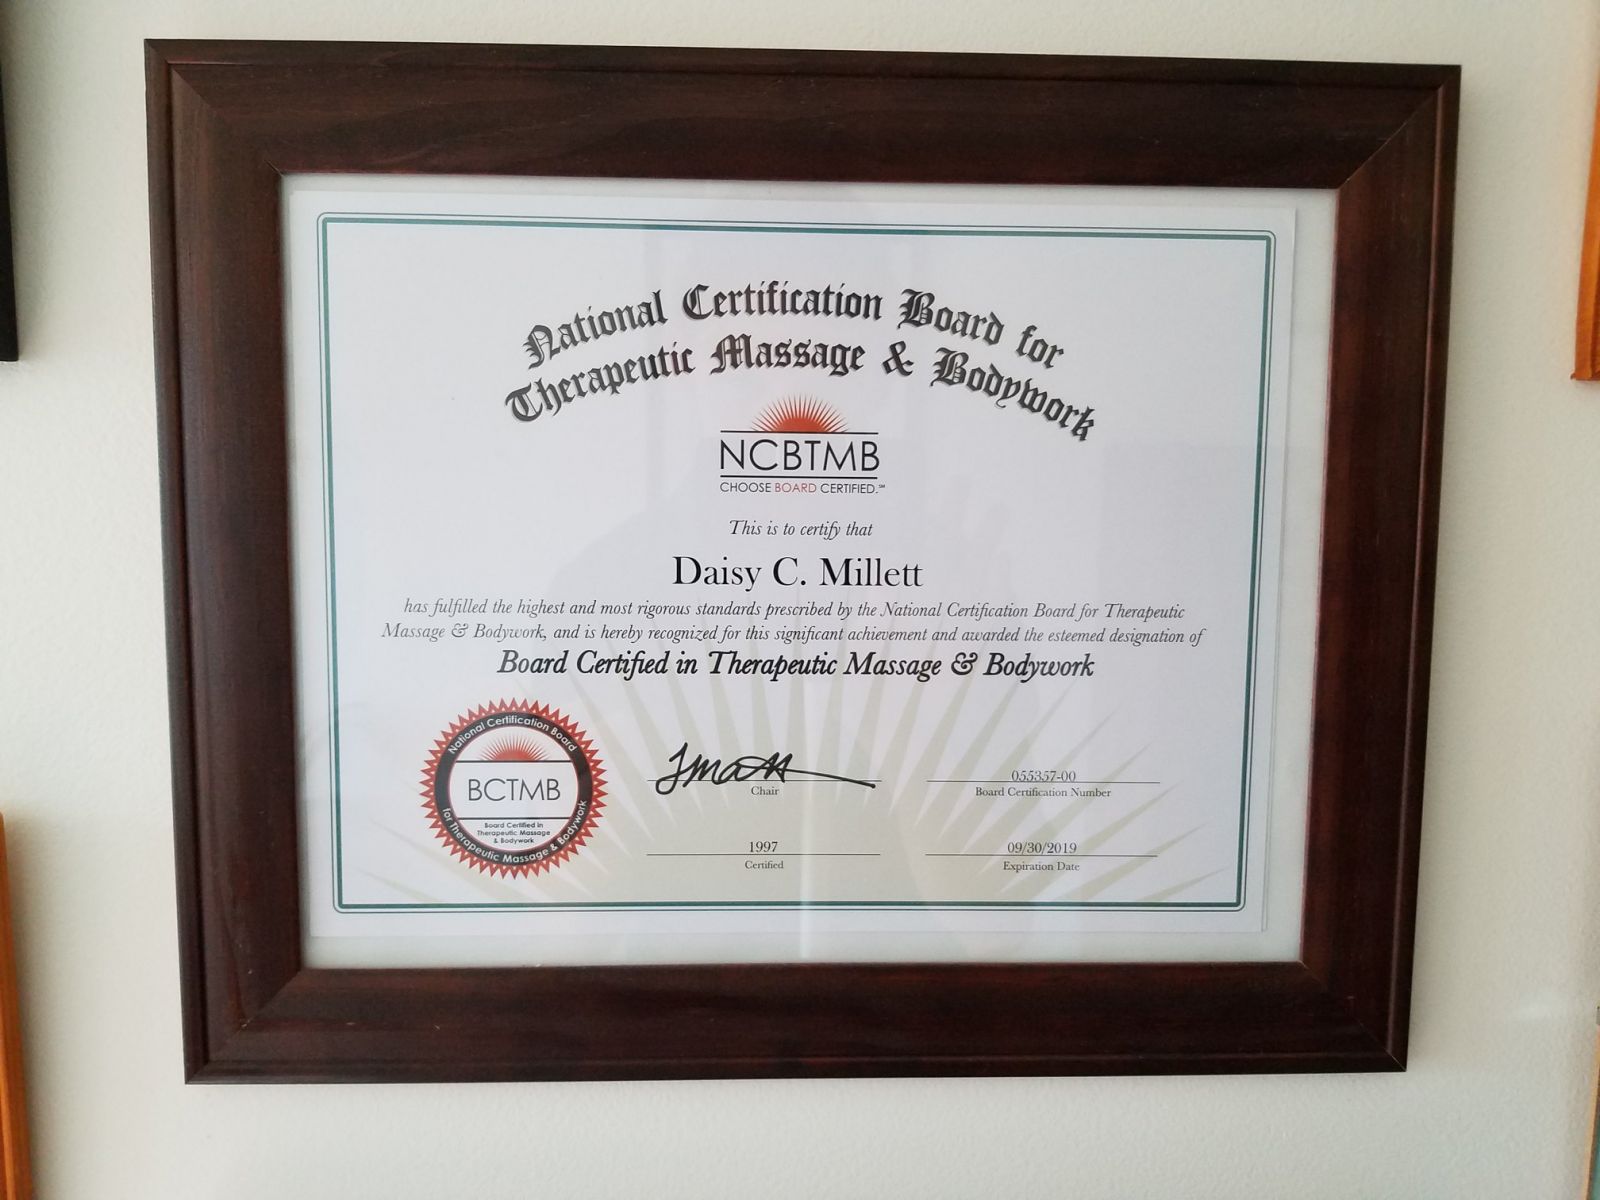 National Certification Board for
Therapeutic Massage & Bodywork
NCBTMB
CHOOSE BOARD CERTIFIED.℠
This is to certify that
Daisy C. Millett
has fulfilled the highest and most rigorous standards prescribed by the National Certification Board for Therapeutic
Massage & Bodywork, and is hereby recognized for this significant achievement and awarded the esteemed designation of
Board Certified in Therapeutic Massage & Bodywork
National Certification Board
BCTMB
Board Certified in
Therapeutic Massage
& Bodywork
for Therapeutic Massage & Bodywork
Chair
055357-00
Board Certification Number
1997
Certified
09/30/2019
Expiration Date